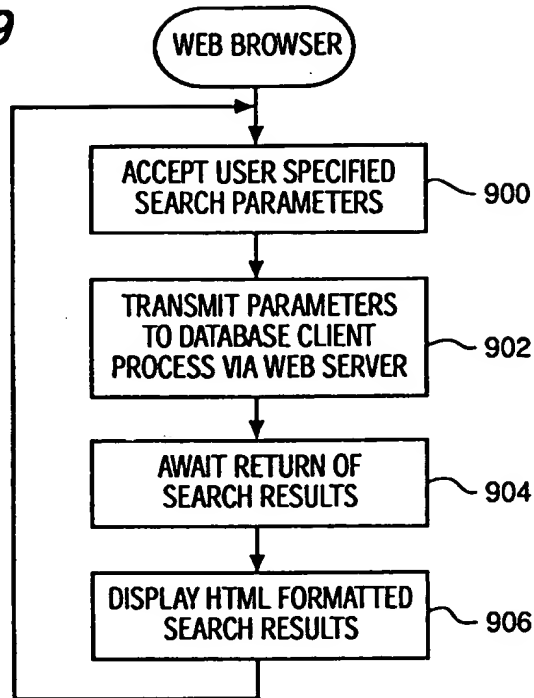 9
WEB BROWSER
ACCEPT USER SPECIFIED
SEARCH PARAMETERS
900
TRANSMIT PARAMETERS
TO DATABASE CLIENT
PROCESS VIA WEB SERVER
902
AWAIT RETURN OF
SEARCH RESULTS
904
DISPLAY HTML FORMATTED
SEARCH RESULTS
906